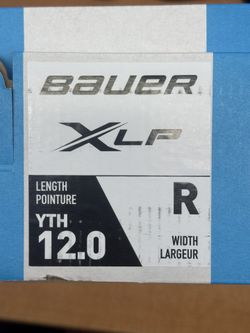 BAUER
XLP
LENGTH
POINTURE
YTH
12.0
R
WIDTH
LARGEUR